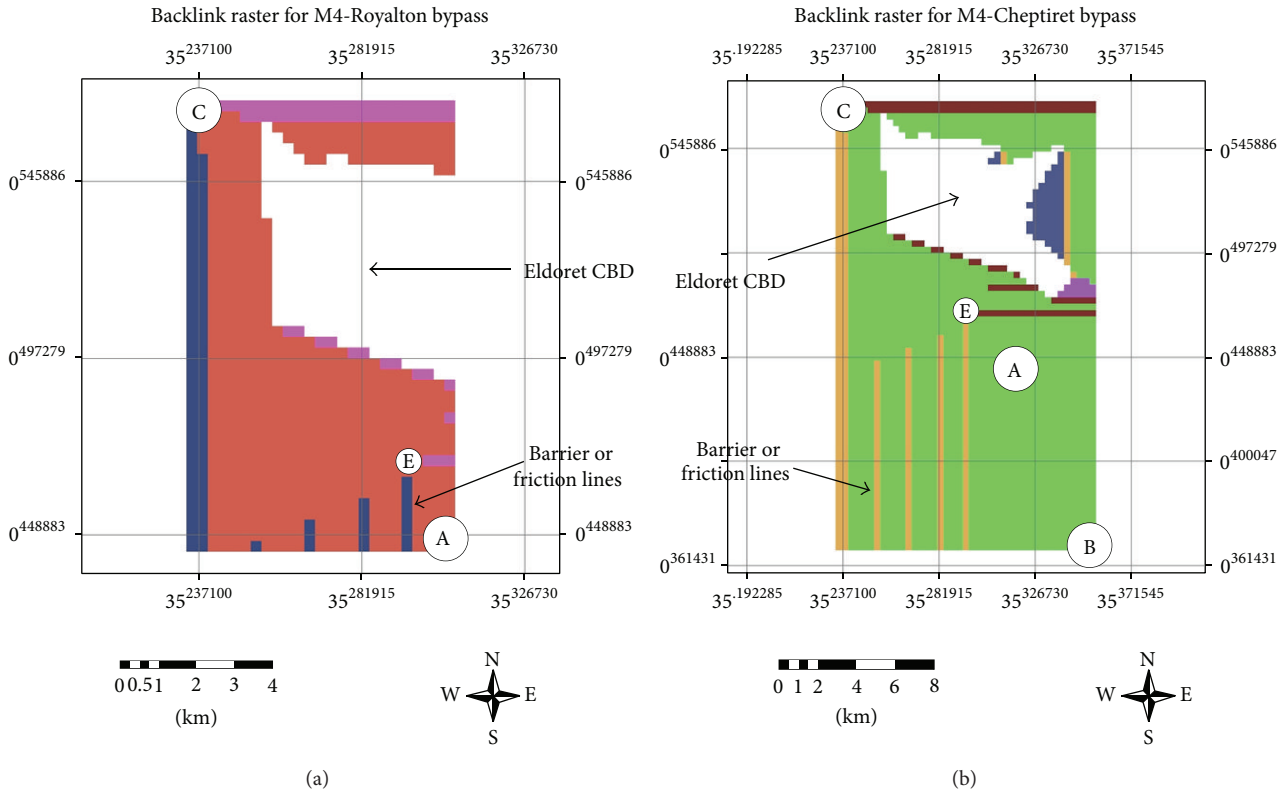 Backlink raster for M4-Royalton bypass
35^237100 35^281915 35^326730
C
0^545886 0^545886
Eldoret CBD
0^497279 0^497279
Barrier or
friction lines
E
0^448883 0^448883
A
35^237100 35^281915 35^326730
0 0.5 1 2 3 4
(km)
N
W E
S
(a)
Backlink raster for M4-Cheptiret bypass
35^.192285 35^237100 35^281915 35^326730 35^371545
C
0^545886 0^545886
0^497279 0^497279
Eldoret CBD
E
0^448883 0^448883
A
Barrier or
friction lines
0^400047
B
0^361431 0^361431
35^.192285 35^237100 35^281915 35^326730 35^371545
0 1 2 4 6 8
(km)
N
W E
S
(b)